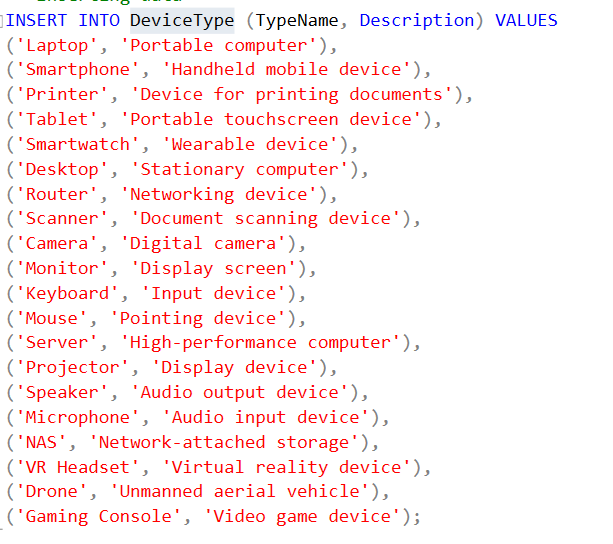 INSERT INTO DeviceType (TypeName, Description) VALUES
('Laptop', 'Portable computer'),
('Smartphone', 'Handheld mobile device'),
('Printer', 'Device for printing documents'),
('Tablet', 'Portable touchscreen device'),
('Smartwatch', 'Wearable device'),
('Desktop', 'Stationary computer'),
('Router', 'Networking device'),
('Scanner', 'Document scanning device'),
('Camera', 'Digital camera'),
('Monitor', 'Display screen'),
('Keyboard', 'Input device'),
('Mouse', 'Pointing device'),
('Server', 'High-performance computer'),
('Projector', 'Display device'),
('Speaker', 'Audio output device'),
('Microphone', 'Audio input device'),
('NAS', 'Network-attached storage'),
('VR Headset', 'Virtual reality device'),
('Drone', 'Unmanned aerial vehicle'),
('Gaming Console', 'Video game device');